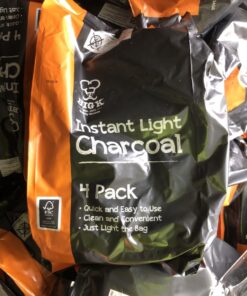 BIG K
Instant Light
Charcoal
4 Pack
• Quick and Easy to Use
• Clean and Convenient
• Just Light the Bag
FSC